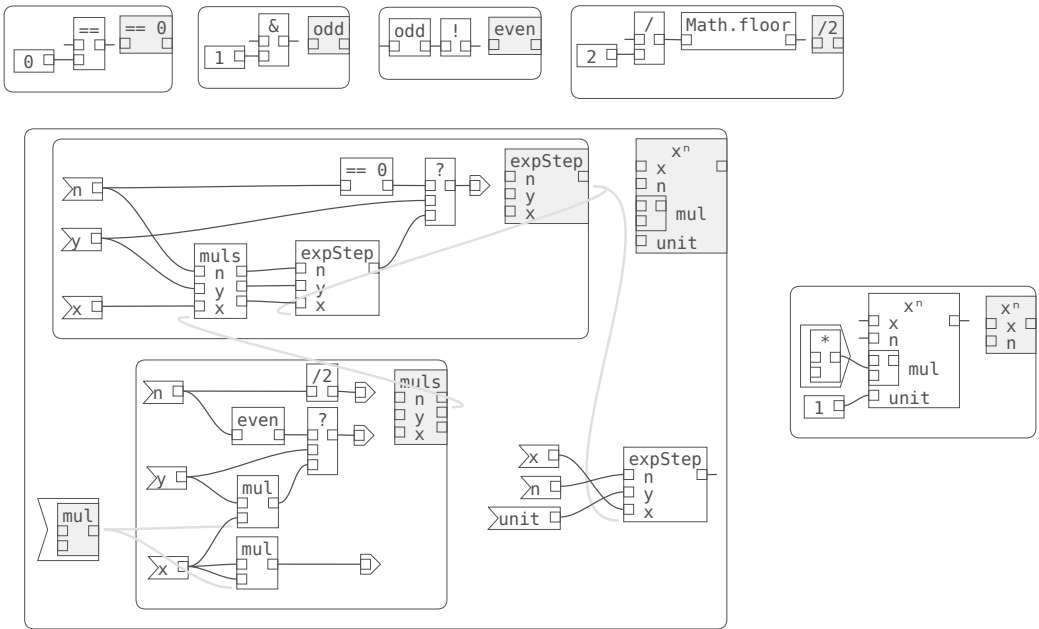 == == 0
0
& odd
1
odd ! even
/ Math.floor /2
2
n == 0 ? expStep
n
y
x
y
muls
n
y
x
expStep
n
y
x
x
xⁿ
x
n
mul
unit
n /2
even ?
y
mul
x
mul
muls
n
y
x
mul
x
n
unit
expStep
n
y
x
*
1
xⁿ
x
n
mul
unit
xⁿ
x
n